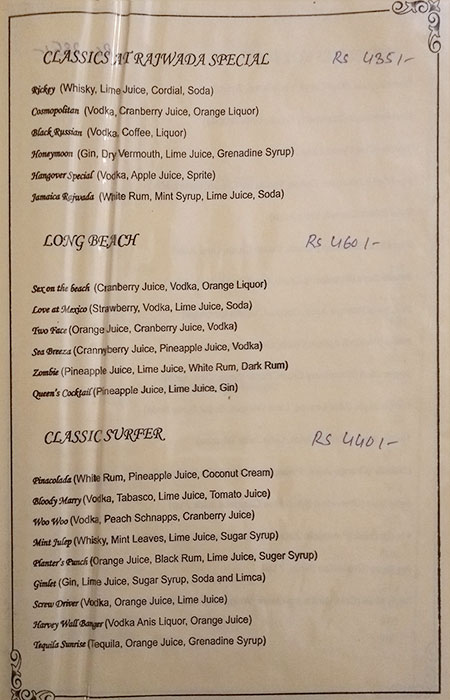 CLASSICS AT RAJWADA SPECIAL Rs 435/-
Rickey (Whisky, Lime Juice, Cordial, Soda)
Cosmopolitan (Vodka, Cranberry Juice, Orange Liquor)
Black Russian (Vodka, Coffee, Liquor)
Honeymoon (Gin, Dry Vermouth, Lime Juice, Grenadine Syrup)
Hangover Special (Vodka, Apple Juice, Sprite)
Jamaica Rajwada (White Rum, Mint Syrup, Lime Juice, Soda)
LONG BEACH Rs 460/-
Sex on the beach (Cranberry Juice, Vodka, Orange Liquor)
Love at Mexico (Strawberry, Vodka, Lime Juice, Soda)
Two Face (Orange Juice, Cranberry Juice, Vodka)
Sea Breeza (Crannyberry Juice, Pineapple Juice, Vodka)
Zombie (Pineapple Juice, Lime Juice, White Rum, Dark Rum)
Queen's Cocktail (Pineapple Juice, Lime Juice, Gin)
CLASSIC SURFER Rs 440/-
Pinacolada (White Rum, Pineapple Juice, Coconut Cream)
Bloody Marry (Vodka, Tabasco, Lime Juice, Tomato Juice)
Woo Woo (Vodka, Peach Schnapps, Cranberry Juice)
Mint Julep (Whisky, Mint Leaves, Lime Juice, Sugar Syrup)
Planter's Punch (Orange Juice, Black Rum, Lime Juice, Suger Syrup)
Gimlet (Gin, Lime Juice, Sugar Syrup, Soda and Limca)
Screw Driver (Vodka, Orange Juice, Lime Juice)
Harvey Wall Banger (Vodka Anis Liquor, Orange Juice)
Tequila Sunrise (Tequila, Orange Juice, Grenadine Syrup)